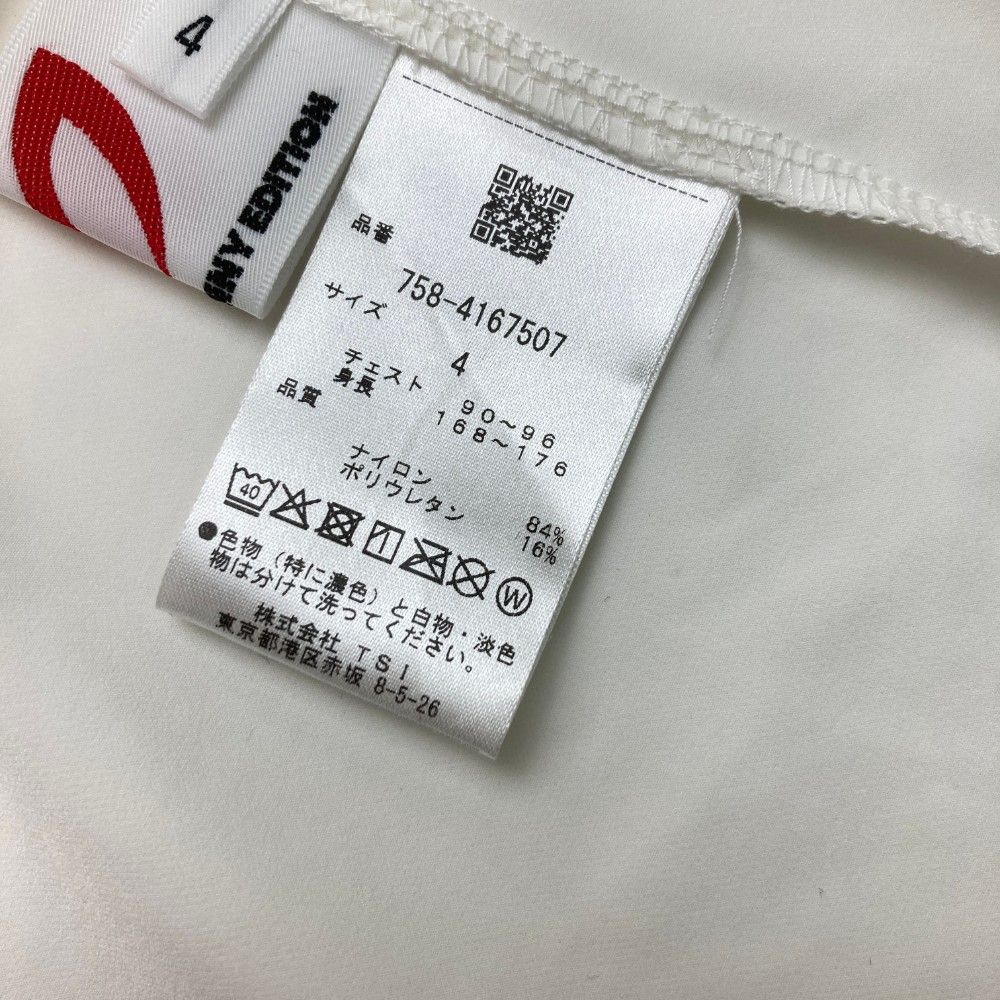 4
NY EDITION
品番
758-4167507
サイズ
4
チェスト 90～96
身長 168～176
品質
ナイロン 84%
ポリウレタン 16%
40
W
●色物（特に濃色）と白物・淡色
物は分けて洗ってください。
株式会社 TSI
東京都港区赤坂 8-5-26